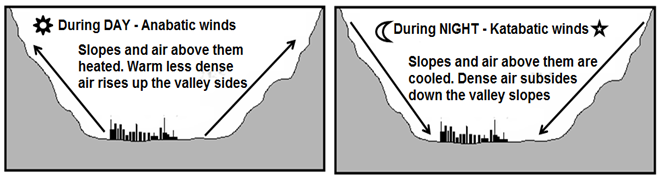 During DAY - Anabatic winds
Slopes and air above them
heated. Warm less dense
air rises up the valley sides
During NIGHT - Katabatic winds
Slopes and air above them are
cooled. Dense air subsides
down the valley slopes